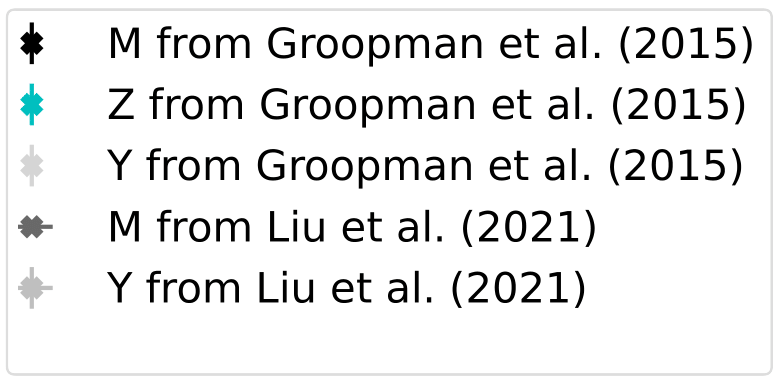 M from Groopman et al. (2015)
Z from Groopman et al. (2015)
Y from Groopman et al. (2015)
M from Liu et al. (2021)
Y from Liu et al. (2021)